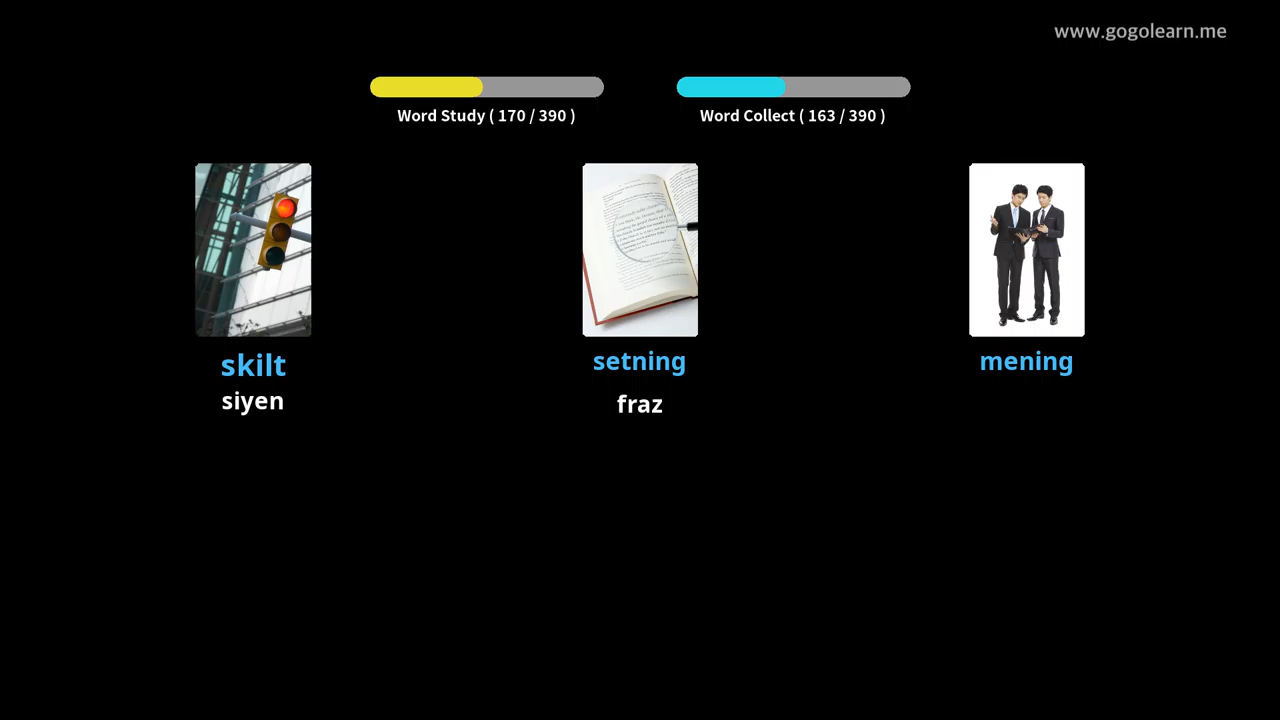 www.gogolearn.me
Word Study ( 170 / 390 )
Word Collect ( 163 / 390 )
skilt
setning
mening
siyen
fraz